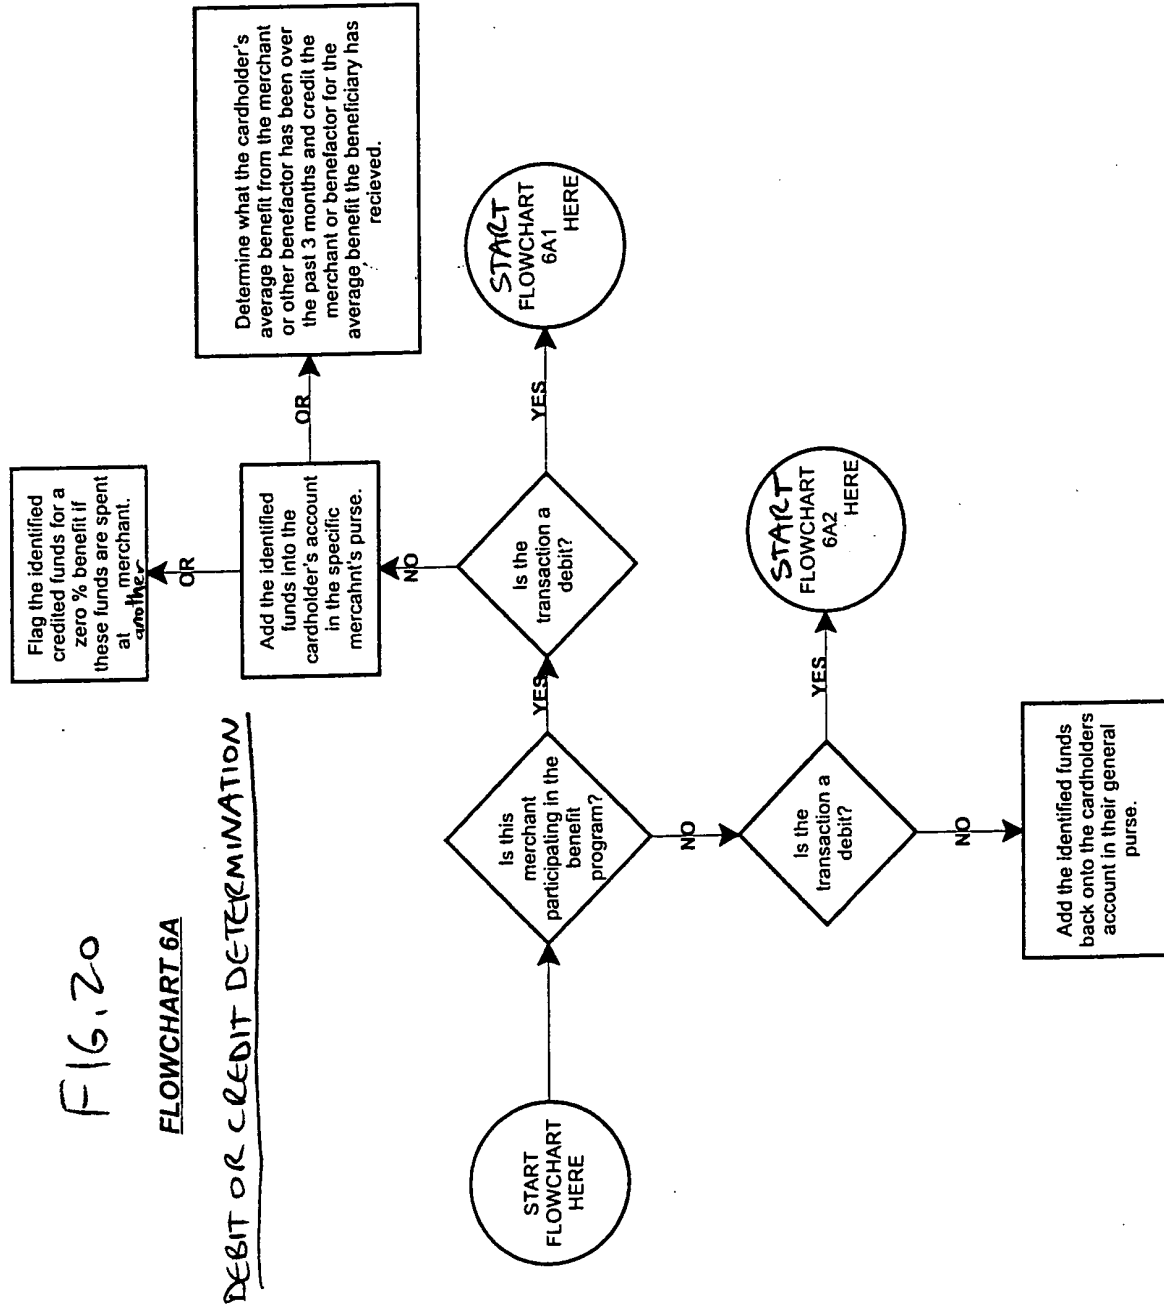 FIG. 20
FLOWCHART 6A
DEBIT OR CREDIT DETERMINATION
START
FLOWCHART
HERE
Is this
merchant
participating in the
benefit
program?
YES
NO
Is the
transaction a
debit?
YES
NO
START
FLOWCHART
6A1
HERE
Add the identified
funds into the
cardholder's account
in the specific
mercahnt's purse.
OR
OR
Flag the identified
credited funds for a
zero % benefit if
these funds are spent
at another merchant.
Determine what the cardholder's
average benefit from the merchant
or other benefactor has been over
the past 3 months and credit the
merchant or benefactor for the
average benefit the beneficiary has
recieved.
Is the
transaction a
debit?
YES
NO
START
FLOWCHART
6A2
HERE
Add the identified funds
back onto the cardholders
account in their general
purse.